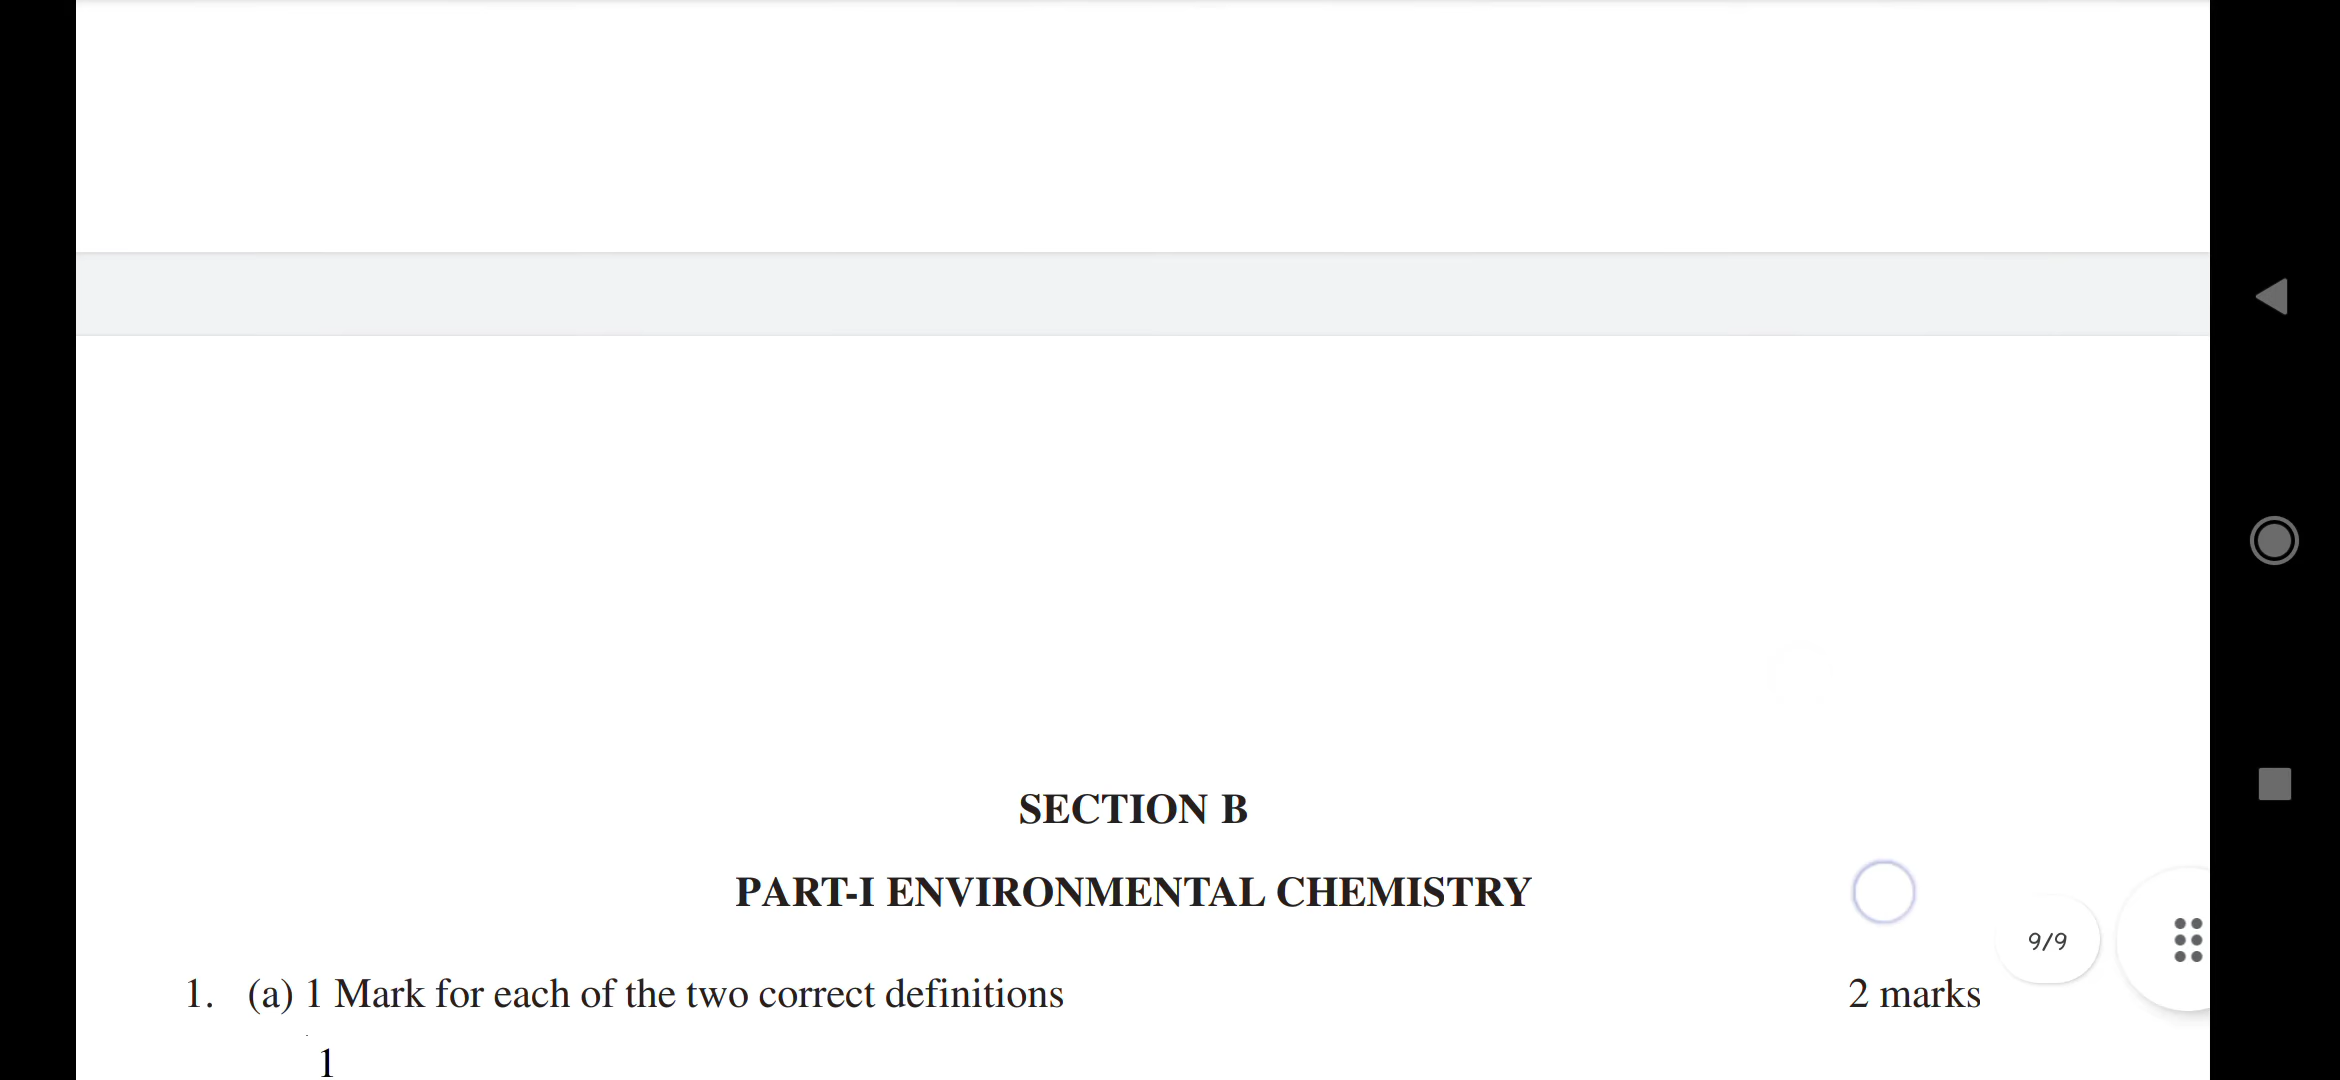 SECTION B
PART-I ENVIRONMENTAL CHEMISTRY
9/9
1. (a) 1 Mark for each of the two correct definitions 2 marks
1